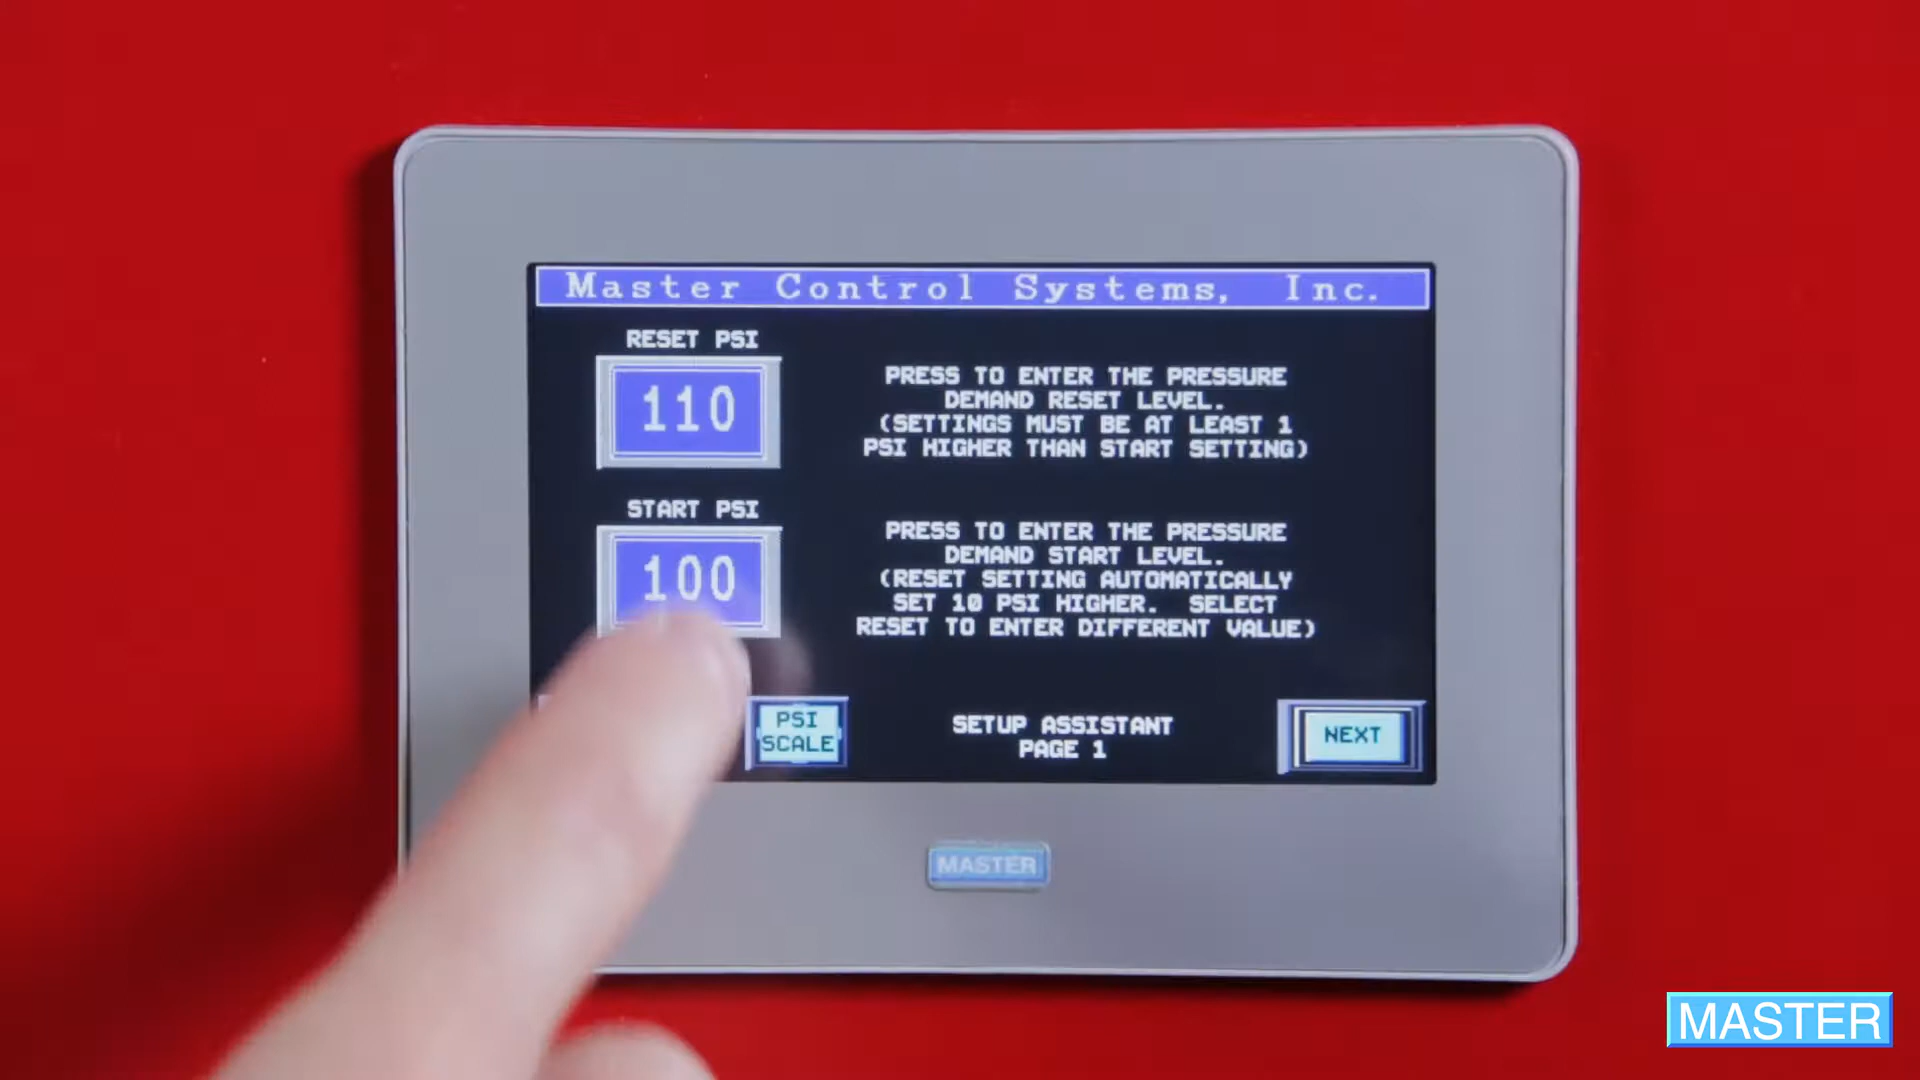 Master Control Systems, Inc.
RESET PSI
110
PRESS TO ENTER THE PRESSURE
DEMAND RESET LEVEL.
(SETTINGS MUST BE AT LEAST 1
PSI HIGHER THAN START SETTING)
START PSI
100
PRESS TO ENTER THE PRESSURE
DEMAND START LEVEL.
(RESET SETTING AUTOMATICALLY
SET 10 PSI HIGHER. SELECT
RESET TO ENTER DIFFERENT VALUE)
PSI
SCALE
SETUP ASSISTANT
PAGE 1
NEXT
MASTER
MASTER